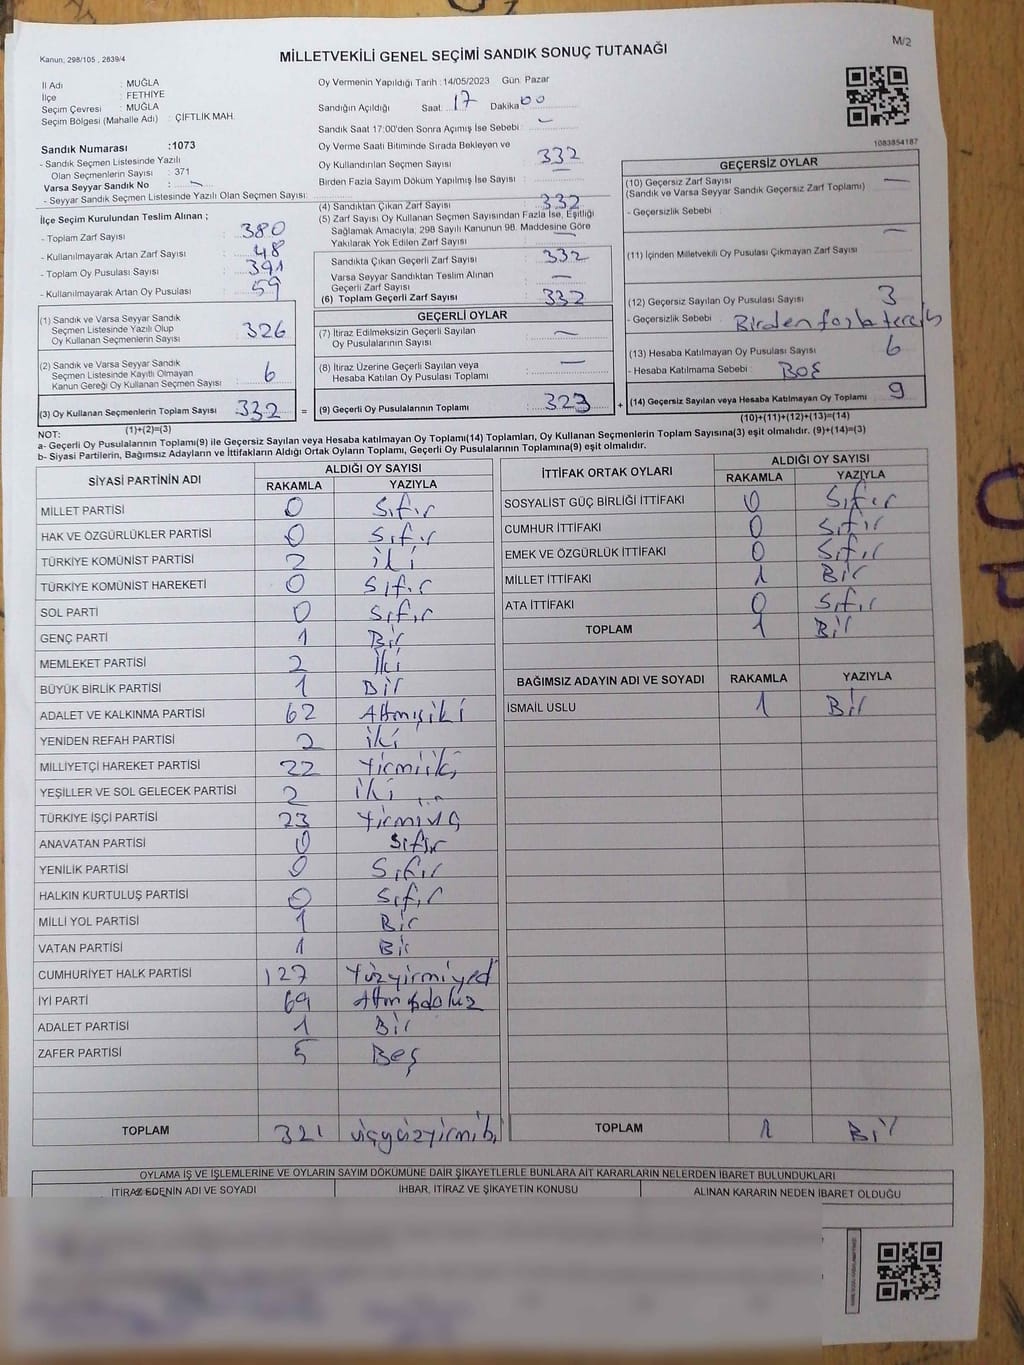 M/2
Kanun; 298/105 , 2839/4
MİLLETVEKİLİ GENEL SEÇİMİ SANDIK SONUÇ TUTANAĞI
İl Adı : MUĞLA
İlçe : FETHİYE
Seçim Çevresi : MUĞLA
Seçim Bölgesi (Mahalle Adı) : ÇİFTLİK MAH.
Sandık Numarası :1073
- Sandık Seçmen Listesinde Yazılı
Olan Seçmenlerin Sayısı : 371
Varsa Seyyar Sandık No : -
- Seyyar Sandık Seçmen Listesinde Yazılı Olan Seçmen Sayısı:
İlçe Seçim Kurulundan Teslim Alınan ;
- Toplam Zarf Sayısı : 380
- Kullanılmayarak Artan Zarf Sayısı : 48
- Toplam Oy Pusulası Sayısı : 391
- Kullanılmayarak Artan Oy Pusulası : 59
(1) Sandık ve Varsa Seyyar Sandık
Seçmen Listesinde Yazılı Olup
Oy Kullanan Seçmenlerin Sayısı 326
(2) Sandık ve Varsa Seyyar Sandık
Seçmen Listesinde Kayıtlı Olmayan
Kanun Gereği Oy Kullanan Seçmen Sayısı 6
(3) Oy Kullanan Seçmenlerin Toplam Sayısı 332
(1)+(2)=(3)
Oy Vermenin Yapıldığı Tarih :14/05/2023 Gün: Pazar
Sandığın Açıldığı Saat: 17 Dakika: 00
Sandık Saat 17:00'den Sonra Açımış İse Sebebi : -
Oy Verme Saati Bitiminde Sırada Bekleyen ve
Oy Kullandırılan Seçmen Sayısı : 332
Birden Fazla Sayım Döküm Yapılmış İse Sayısı : -
(4) Sandıktan Çıkan Zarf Sayısı : 332
(5) Zarf Sayısı Oy Kullanan Seçmen Sayısından Fazla İse, Eşitliği
Sağlamak Amacıyla; 298 Sayılı Kanunun 98. Maddesine Göre
Yakılarak Yok Edilen Zarf Sayısı : -
Sandıkta Çıkan Geçerli Zarf Sayısı : 332
Varsa Seyyar Sandıktan Teslim Alınan
Geçerli Zarf Sayısı : -
(6) Toplam Geçerli Zarf Sayısı : 332
GEÇERLİ OYLAR
(7) İtiraz Edilmeksizin Geçerli Sayılan
Oy Pusulalarının Sayısı : -
(8) İtiraz Üzerine Geçerli Sayılan veya
Hesaba Katılan Oy Pusulası Toplamı : -
= (9) Geçerli Oy Pusulalarının Toplamı : 323 +
1083854187
GEÇERSİZ OYLAR
(10) Geçersiz Zarf Sayısı : -
(Sandık ve Varsa Seyyar Sandık Geçersiz Zarf Toplamı)
- Geçersizlik Sebebi :
(11) İçinden Milletvekili Oy Pusulası Çıkmayan Zarf Sayısı : -
(12) Geçersiz Sayılan Oy Pusulası Sayısı : 3
- Geçersizlik Sebebi : Birden fazla tercih
(13) Hesaba Katılmayan Oy Pusulası Sayısı : 6
- Hesaba Katılmama Sebebi : BOŞ
(14) Geçersiz Sayılan veya Hesaba Katılmayan Oy Toplamı : 9
(10)+(11)+(12)+(13)=(14)
NOT:
a- Geçerli Oy Pusulalarının Toplamı(9) ile Geçersiz Sayılan veya Hesaba katılmayan Oy Toplamı(14) Toplamları, Oy Kullanan Seçmenlerin Toplam Sayısına(3) eşit olmalıdır. (9)+(14)=(3)
b- Siyasi Partilerin, Bağımsız Adayların ve İttifakların Aldığı Ortak Oyların Toplamı, Geçerli Oy Pusulalarının Toplamına(9) eşit olmalıdır.
SİYASİ PARTİNİN ADI ALDIĞI OY SAYISI
RAKAMLA YAZIYLA
MİLLET PARTİSİ 0 Sıfır
HAK VE ÖZGÜRLÜKLER PARTİSİ 0 Sıfır
TÜRKİYE KOMÜNİST PARTİSİ 2 iki
TÜRKİYE KOMÜNİST HAREKETİ 0 Sıfır
SOL PARTİ 0 Sıfır
GENÇ PARTİ 1 Bir
MEMLEKET PARTİSİ 2 İki
BÜYÜK BİRLİK PARTİSİ 1 Bir
ADALET VE KALKINMA PARTİSİ 62 Atmışiki
YENİDEN REFAH PARTİSİ 2 iki
MİLLİYETÇİ HAREKET PARTİSİ 22 Yirmiiki
YEŞİLLER VE SOL GELECEK PARTİSİ 2 iki
TÜRKİYE İŞÇİ PARTİSİ 23 Yirmiüç
ANAVATAN PARTİSİ 0 Sıfır
YENİLİK PARTİSİ 0 Sıfır
HALKIN KURTULUŞ PARTİSİ 0 Sıfır
MİLLİ YOL PARTİSİ 1 Bir
VATAN PARTİSİ 1 Bir
CUMHURİYET HALK PARTİSİ 127 Yüzyirmiyed
İYİ PARTİ 69 Atmışdokuz
ADALET PARTİSİ 1 Bir
ZAFER PARTİSİ 5 Beş
TOPLAM 321 üçyüzyirmibi
İTTİFAK ORTAK OYLARI ALDIĞI OY SAYISI
RAKAMLA YAZIYLA
SOSYALİST GÜÇ BİRLİĞİ İTTİFAKI 0 Sıfır
CUMHUR İTTİFAKI 0 Sıfır
EMEK VE ÖZGÜRLÜK İTTİFAKI 0 Sıfır
MİLLET İTTİFAKI 1 Bir
ATA İTTİFAKI 0 Sıfır
TOPLAM 1 Bir
BAĞIMSIZ ADAYIN ADI VE SOYADI RAKAMLA YAZIYLA
İSMAİL USLU 1 Bir
TOPLAM 1 Bir
OYLAMA İŞ VE İŞLEMLERİNE VE OYLARIN SAYIM DÖKÜMÜNE DAİR ŞİKAYETLERLE BUNLARA AİT KARARLARIN NELERDEN İBARET BULUNDUKLARI
İTİRAZ EDENİN ADI VE SOYADI İHBAR, İTİRAZ VE ŞİKAYETİN KONUSU ALINAN KARARIN NEDEN İBARET OLDUĞU